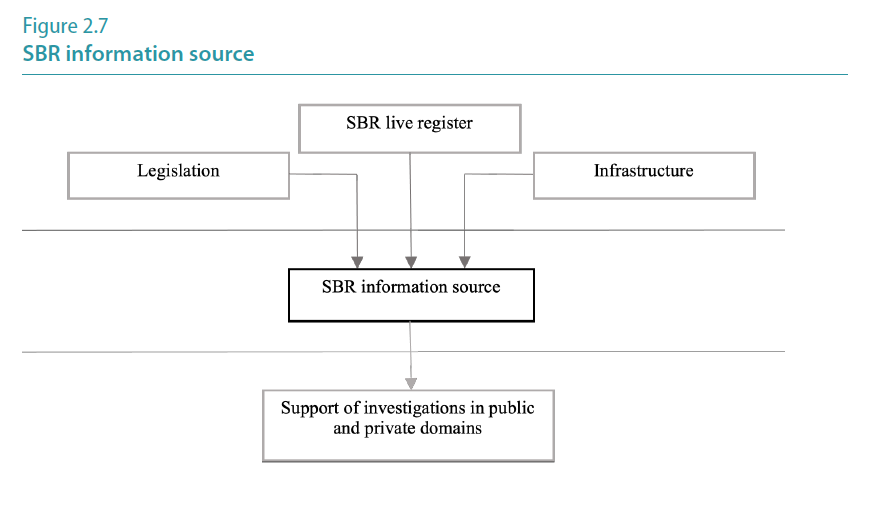 Figure 2.7
SBR information source
SBR live register
Legislation
Infrastructure
SBR information source
Support of investigations in public
and private domains